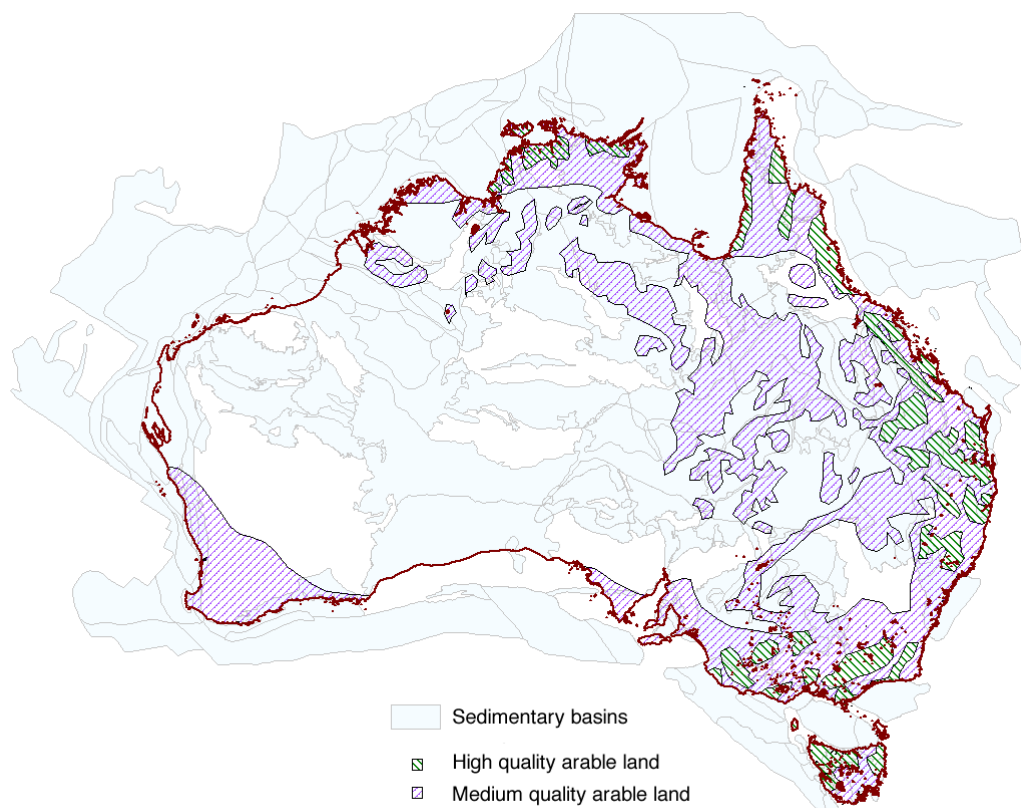 Sedimentary basins
High quality arable land
Medium quality arable land